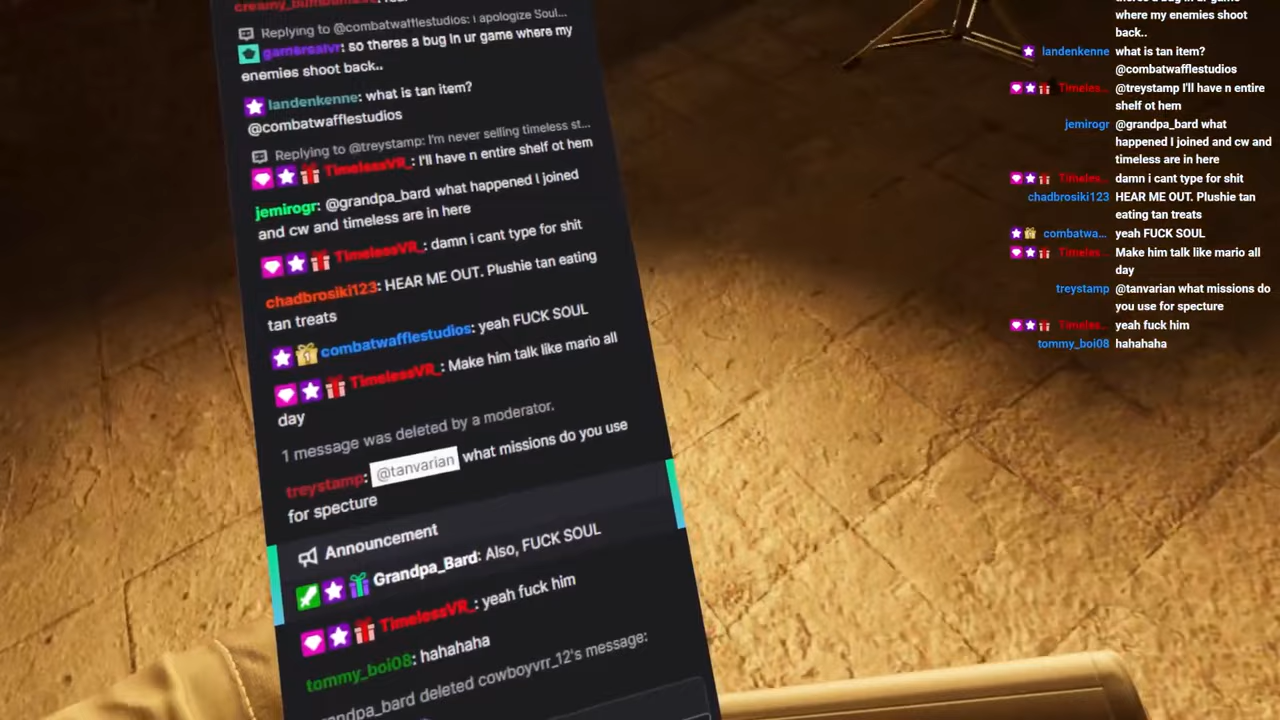 Replying to @combatwafflestudios: i apologize Soul...
gamersalvr: so theres a bug in ur game where my
enemies shoot back..
landenkenne: what is tan item?
@combatwafflestudios
Replying to @treystamp: I'm never selling timeless st...
TimelessVR_: I'll have n entire shelf ot hem
jemirogr: @grandpa_bard what happened I joined
and cw and timeless are in here
TimelessVR_: damn i cant type for shit
chadbrosiki123: HEAR ME OUT. Plushie tan eating
tan treats
combatwafflestudios: yeah FUCK SOUL
TimelessVR_: Make him talk like mario all
day
1 message was deleted by a moderator.
treystamp: @tanvarian what missions do you use
for specture
Announcement
Grandpa_Bard: Also, FUCK SOUL
TimelessVR_: yeah fuck him
tommy_boi08: hahahaha
grandpa_bard deleted cowboyvrr_12's message:
where my enemies shoot
back..
landenkenne what is tan item?
@combatwafflestudios
Timeles... @treystamp I'll have n entire
shelf ot hem
jemirogr @grandpa_bard what
happened I joined and cw and
timeless are in here
Timeles... damn i cant type for shit
chadbrosiki123 HEAR ME OUT. Plushie tan
eating tan treats
combatwa... yeah FUCK SOUL
Timeles... Make him talk like mario all
day
treystamp @tanvarian what missions do
you use for specture
Timeles... yeah fuck him
tommy_boi08 hahahaha